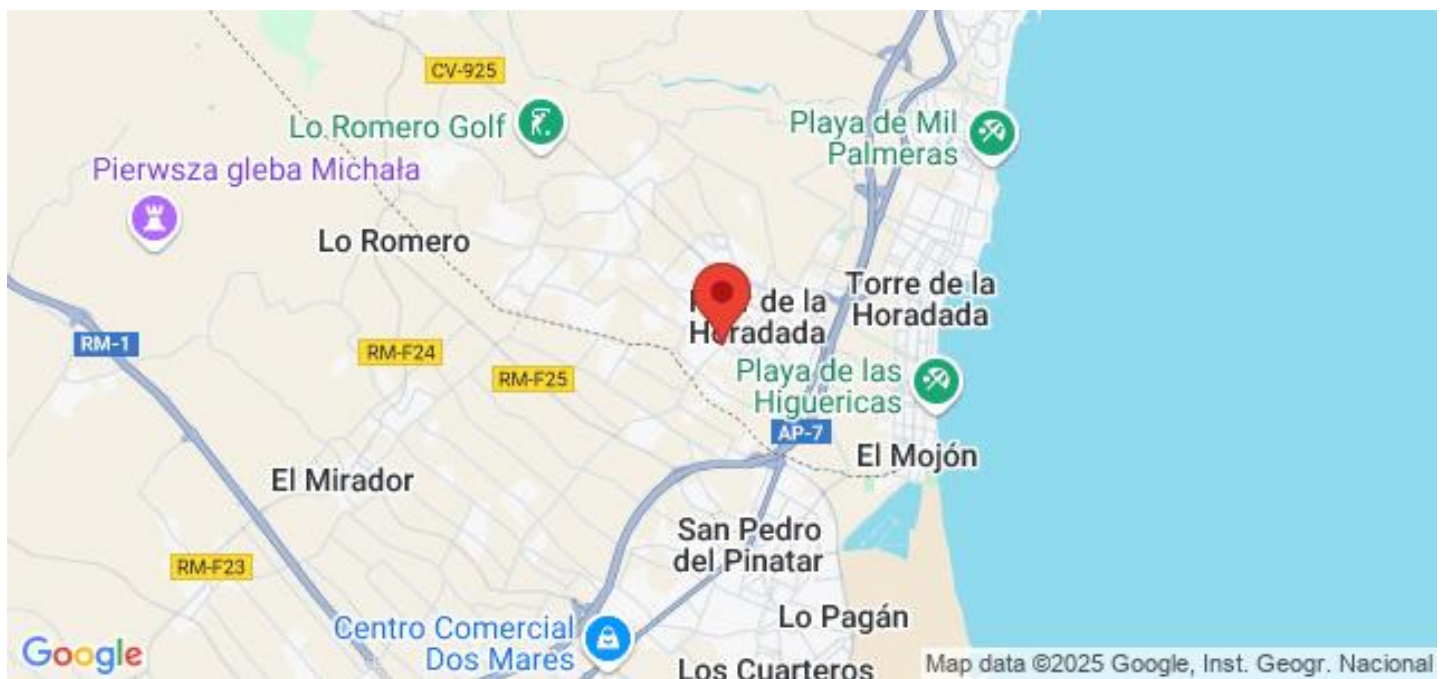 CV-925
Lo Romero Golf
Playa de Mil
Palmeras
Pierwsza gleba Michała
Lo Romero
Torre de la
Horadada
de la
Horadada
RM-1
RM-F24
RM-F25
Playa de las
Higuericas
AP-7
El Mojón
El Mirador
San Pedro
del Pinatar
RM-F23
Lo Pagán
Centro Comercial
Dos Mares
Los Cuarteros
Google
Map data ©2025 Google, Inst. Geogr. Nacional